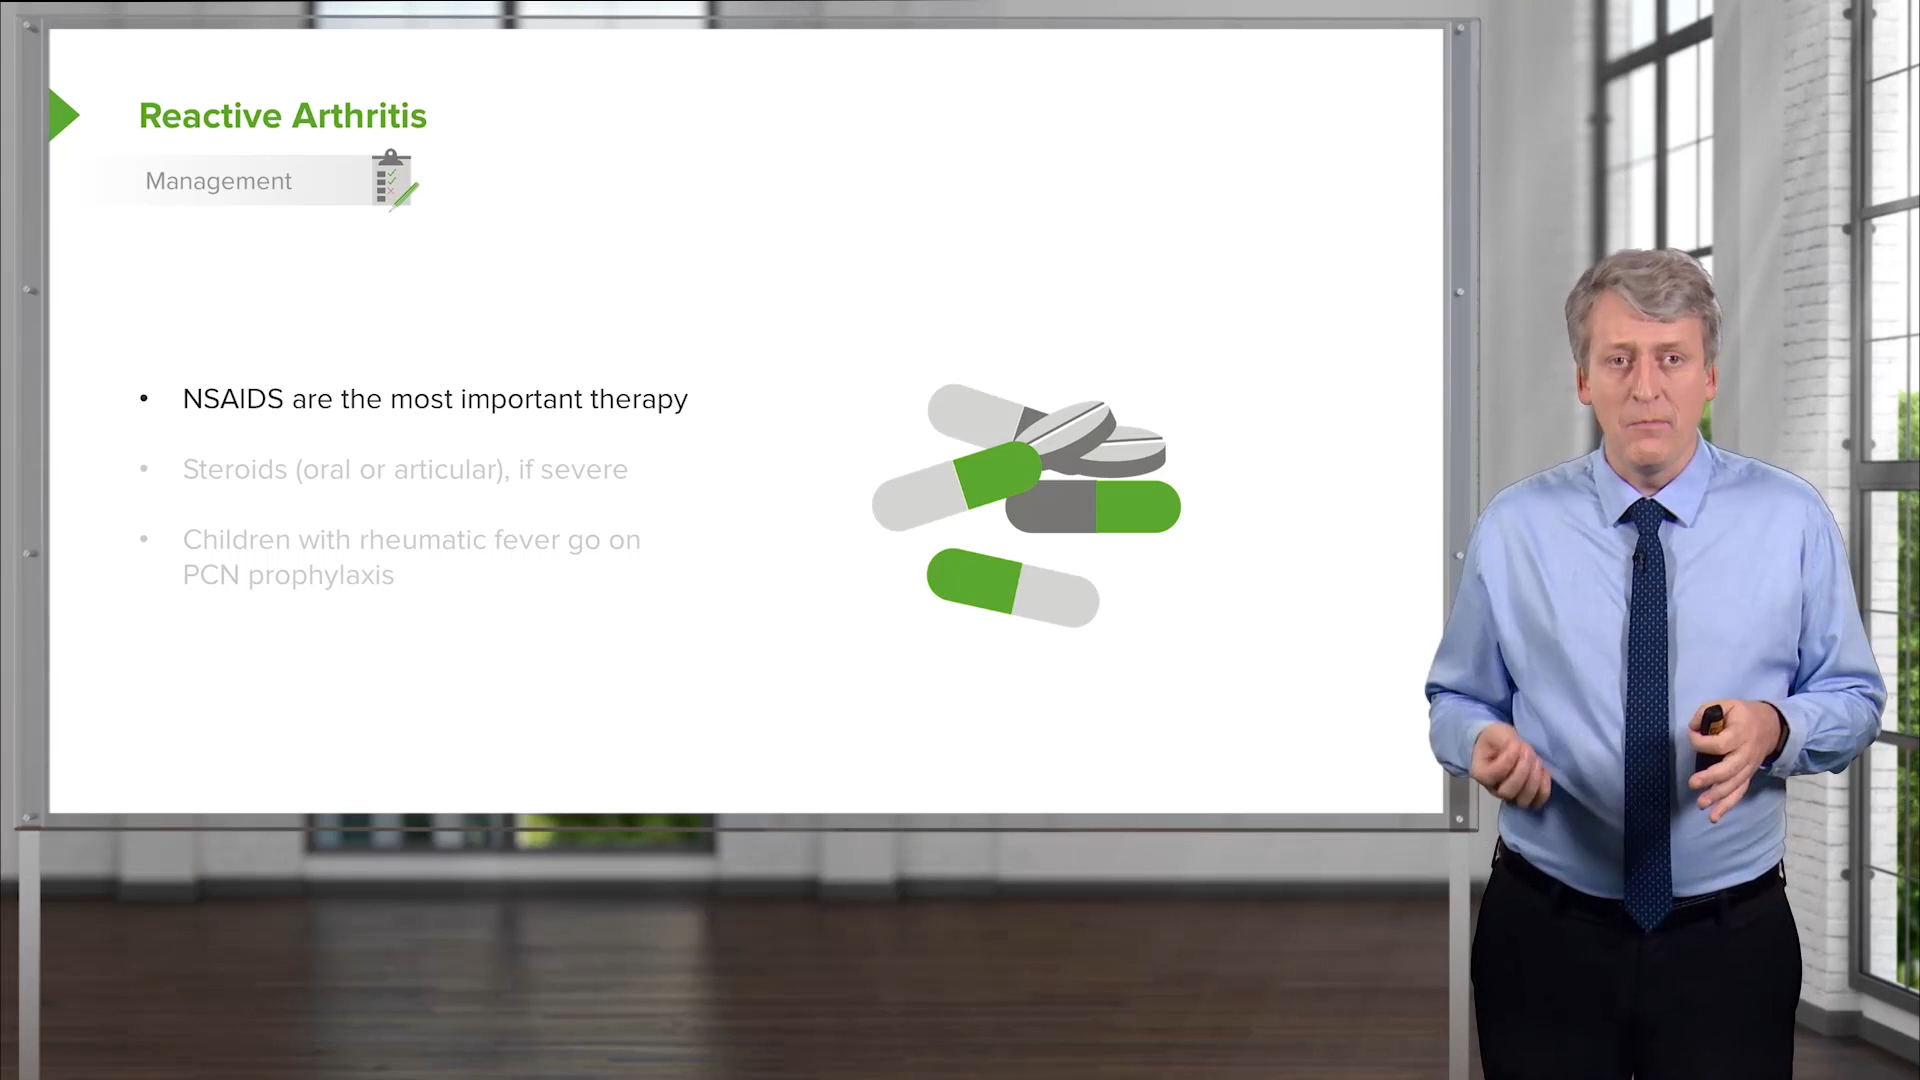 Reactive Arthritis
Management
• NSAIDS are the most important therapy
• Steroids (oral or articular), if severe
• Children with rheumatic fever go on
PCN prophylaxis